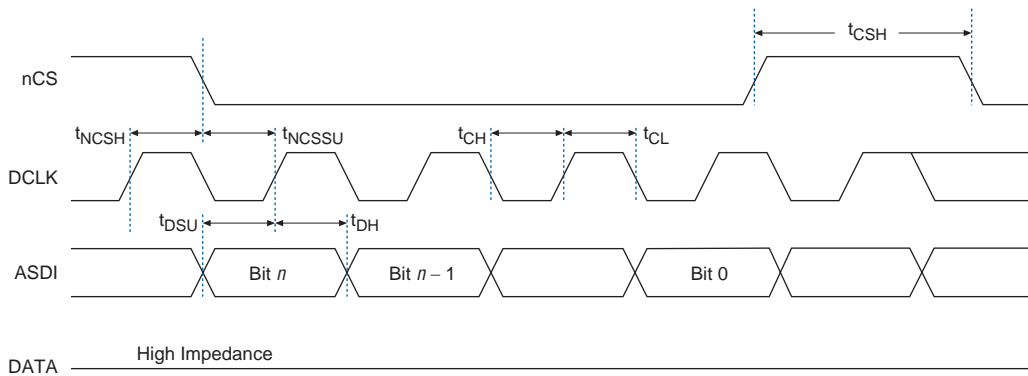 tCSH
nCS
tNCSH tNCSSU tCH tCL
DCLK
tDSU tDH
ASDI Bit n Bit n – 1 Bit 0
High Impedance
DATA